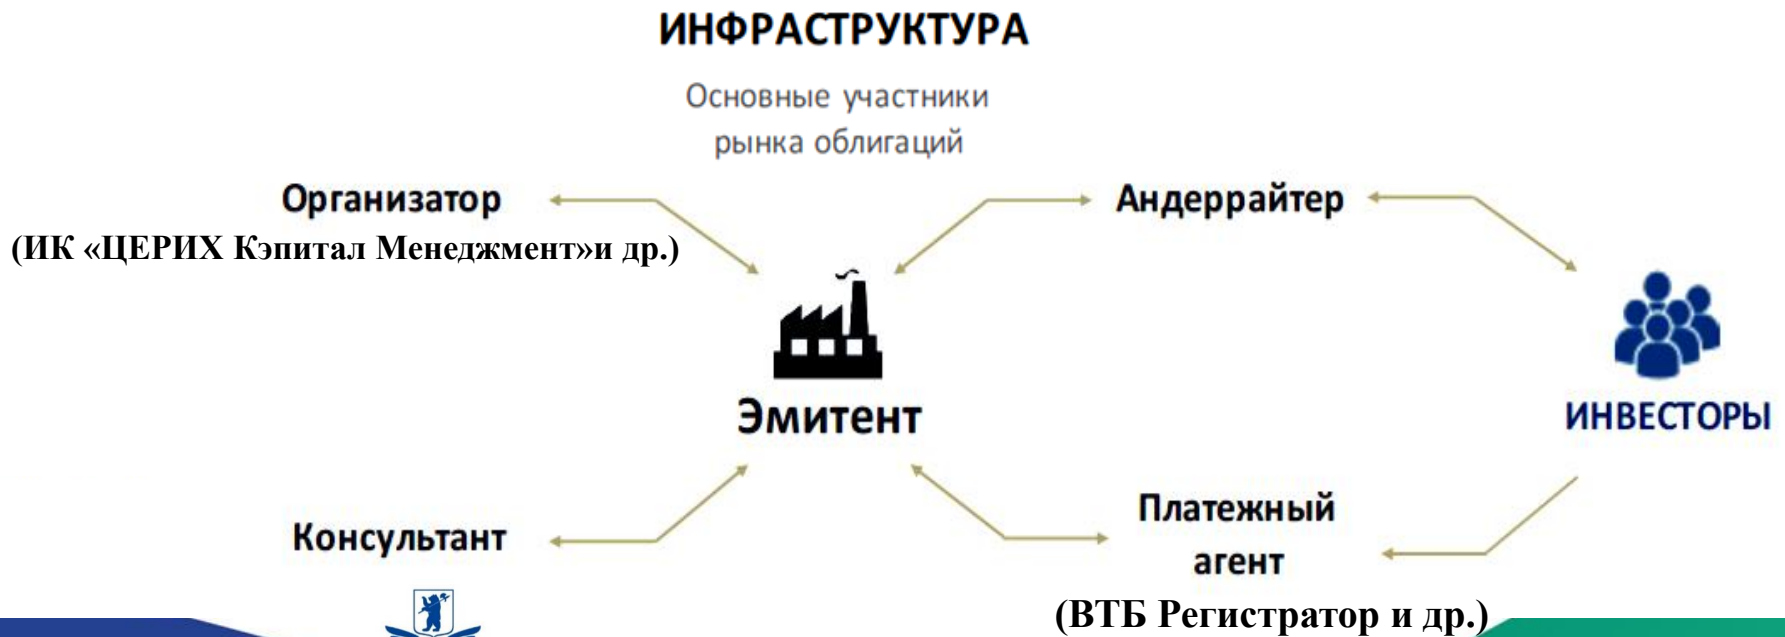 ИНФРАСТРУКТУРА
Основные участники
рынка облигаций
Организатор
(ИК «ЦЕРИХ Кэпитал Менеджмент»и др.)
Андеррайтер
Эмитент
ИНВЕСТОРЫ
Консультант
Платежный
агент
(ВТБ Регистратор и др.)